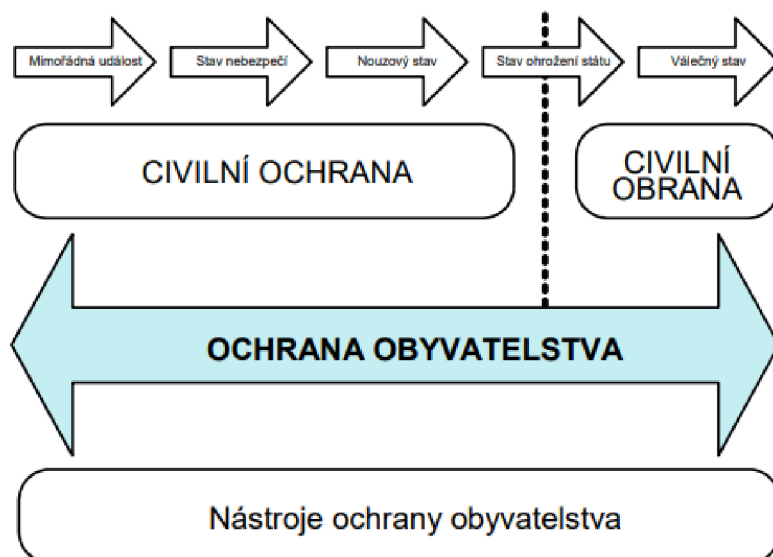 Mimořádná událost
Stav nebezpečí
Nouzový stav
Stav ohrožení státu
Válečný stav
CIVILNÍ OCHRANA
CIVILNÍ
OBRANA
OCHRANA OBYVATELSTVA
Nástroje ochrany obyvatelstva